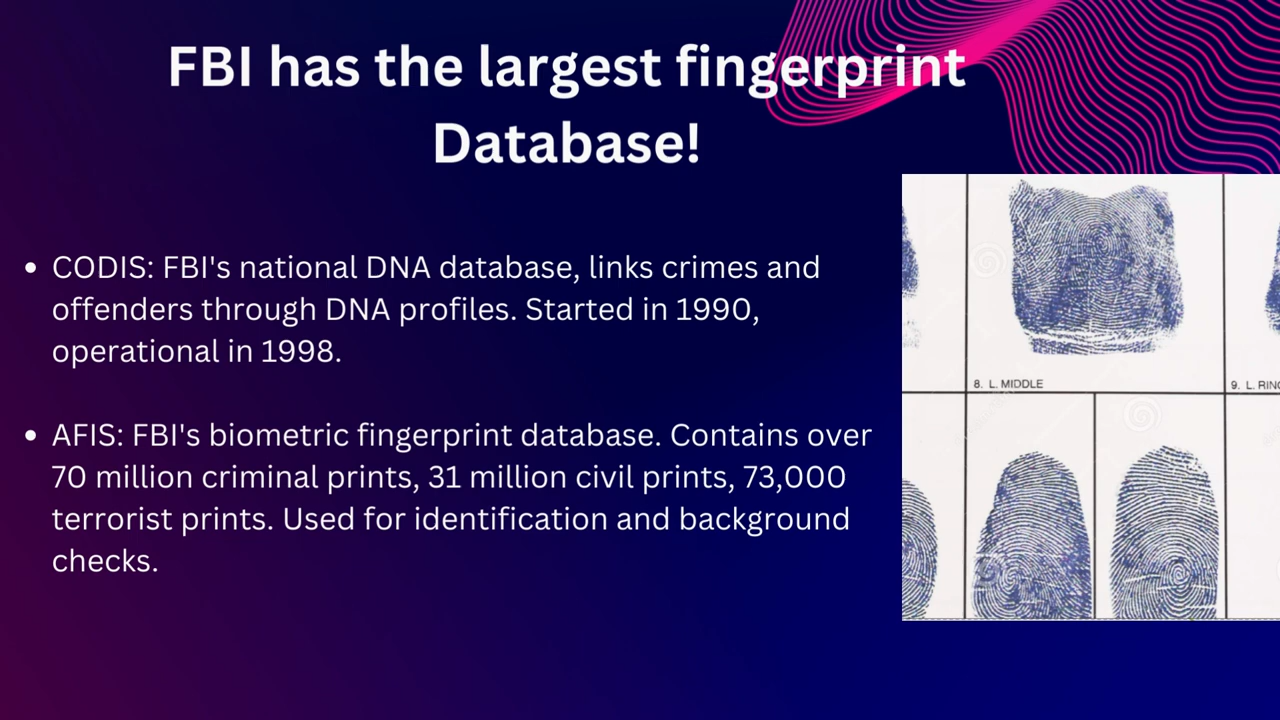 FBI has the largest fingerprint
Database!
• CODIS: FBI's national DNA database, links crimes and
offenders through DNA profiles. Started in 1990,
operational in 1998.
• AFIS: FBI's biometric fingerprint database. Contains over
70 million criminal prints, 31 million civil prints, 73,000
terrorist prints. Used for identification and background
checks.
8. L. MIDDLE
9. L.